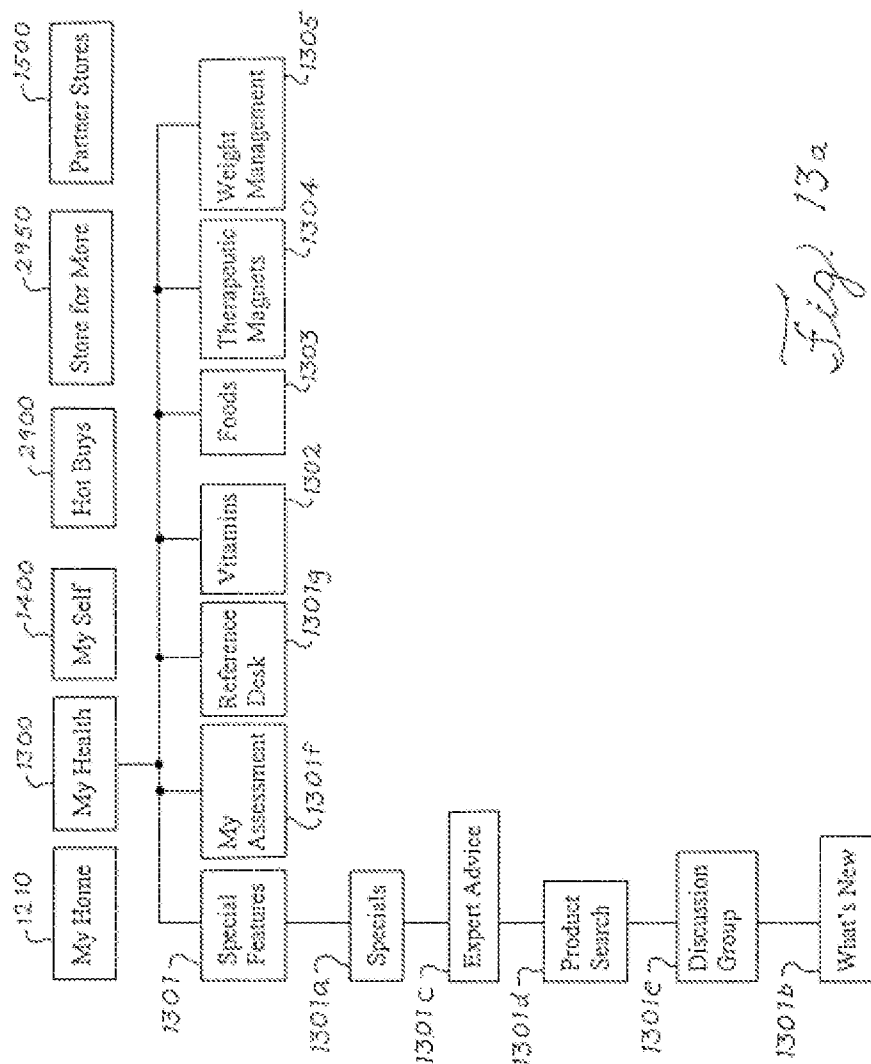 1210
My Home
1300
My Health
1400
My Self
2900
Hot Buys
2950
Store for More
1500
Partner Stores
1301
Special
Features
My
Assessment
1301f
Reference
Desk
1301g
Vitamins
1302
Foods
1303
Therapeutic
Magnets
1304
Weight
Management
1305
1301a
Specials
1301c
Expert Advice
1301d
Product
Search
1301e
Discussion
Group
1301b
What's New
Fig. 13a